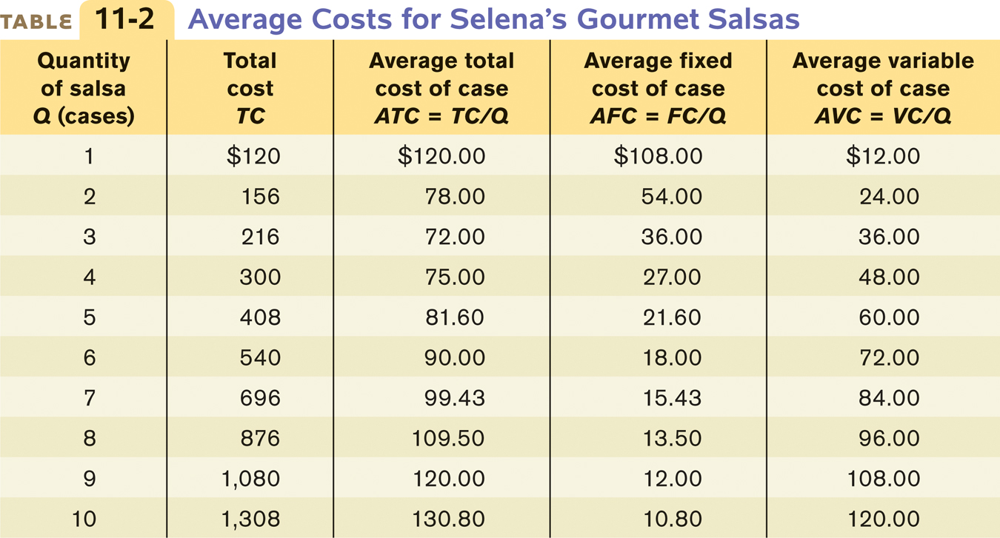 TABLE 11-2 Average Costs for Selena's Gourmet Salsas
Quantity of salsa Q (cases) Total cost TC Average total cost of case ATC = TC/Q Average fixed cost of case AFC = FC/Q Average variable cost of case AVC = VC/Q
1 $120 $120.00 $108.00 $12.00
2 156 78.00 54.00 24.00
3 216 72.00 36.00 36.00
4 300 75.00 27.00 48.00
5 408 81.60 21.60 60.00
6 540 90.00 18.00 72.00
7 696 99.43 15.43 84.00
8 876 109.50 13.50 96.00
9 1,080 120.00 12.00 108.00
10 1,308 130.80 10.80 120.00